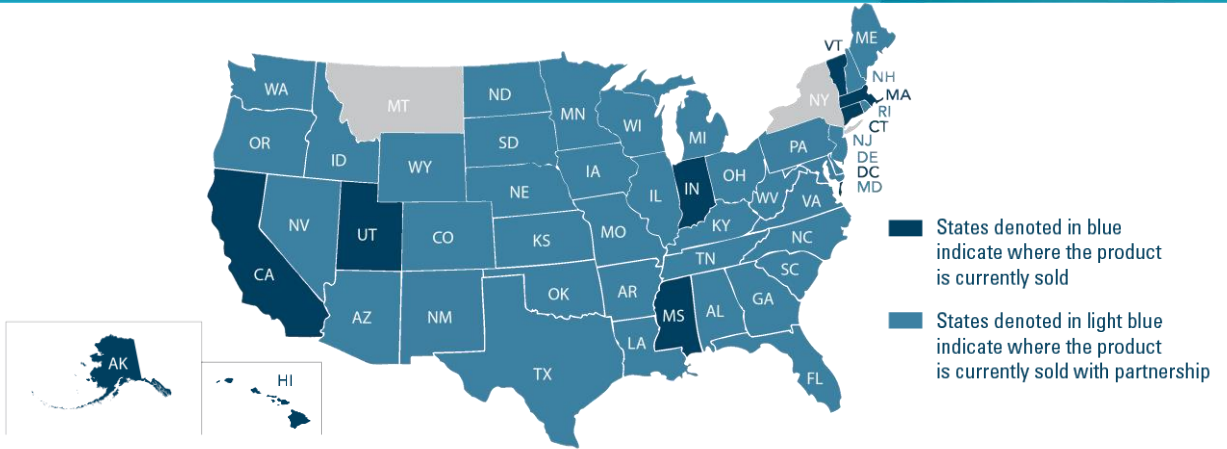 VT
ME
WA
MT
ND
MN
NH
NY
MA
OR
ID
SD
WI
MI
RI
CT
WY
PA
NJ
IA
DE
NE
OH
DC
IL
IN
MD
NV
UT
CO
WV
VA
KS
MO
KY
CA
NC
TN
OK
AR
SC
AZ
NM
MS
AL
GA
LA
TX
FL
AK
HI
States denoted in blue
indicate where the product
is currently sold
States denoted in light blue
indicate where the product
is currently sold with partnership